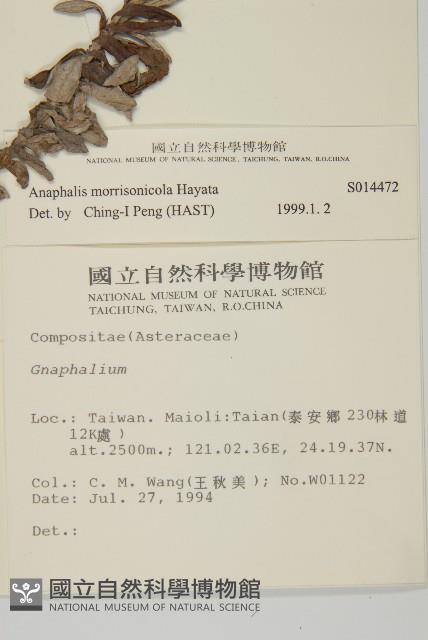 國立自然科學博物館
NATIONAL MUSEUM OF NATURAL SCIENCE, TAICHUNG, TAIWAN, R.O.CHINA
Anaphalis morrisonicola Hayata S014472
Det. by Ching-I Peng (HAST) 1999.1. 2
國立自然科學博物館
NATIONAL MUSEUM OF NATURAL SCIENCE
TAICHUNG, TAIWAN, R.O.CHINA
Compositae(Asteraceae)
Gnaphalium
Loc.: Taiwan. Maioli:Taian(泰安鄉230林道
12K處)
alt.2500m.; 121.02.36E, 24.19.37N.
Col.: C. M. Wang(王秋美); No.W01122
Date: Jul. 27, 1994
Det.:
國立自然科學博物館
NATIONAL MUSEUM OF NATURAL SCIENCE